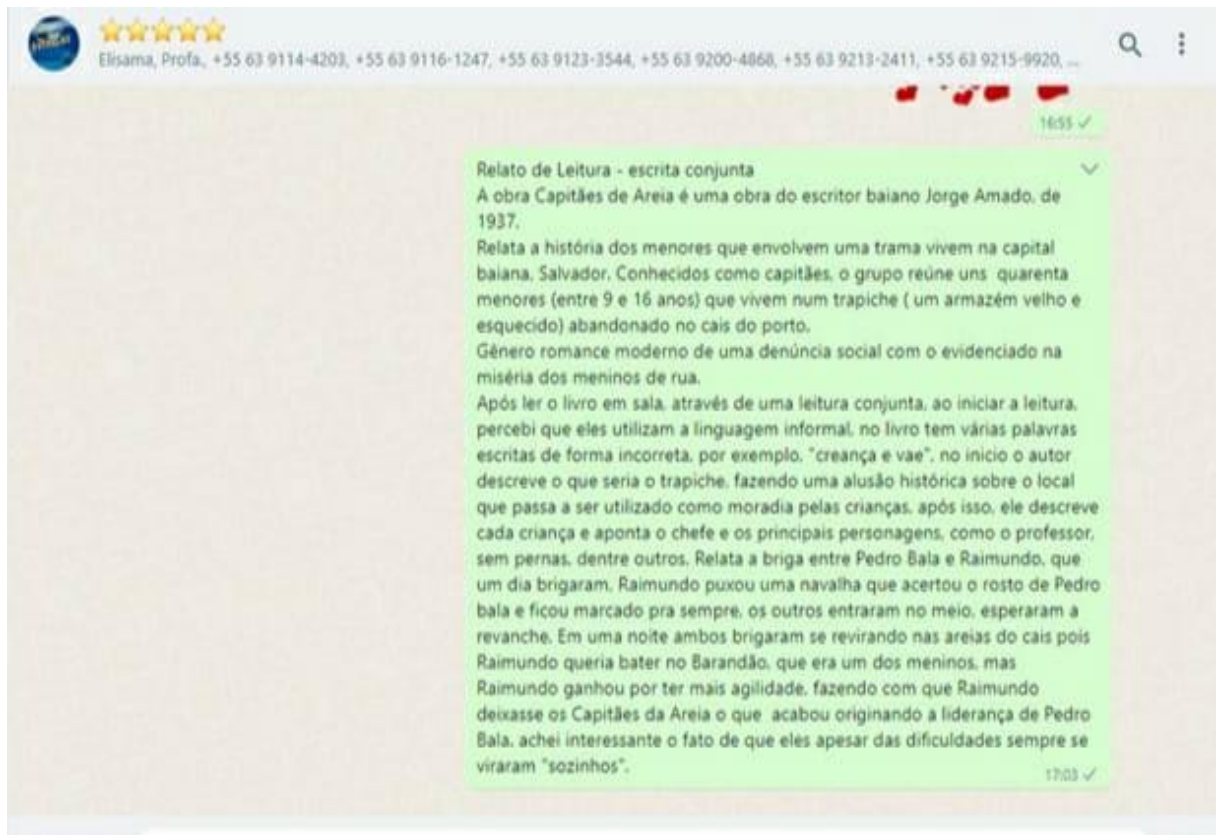 Elisama, Profa., +55 63 9114-4203, +55 63 9116-1247, +55 63 9123-3544, +55 63 9200-4868, +55 63 9213-2411, +55 63 9215-9920, ...
16:55
Relato de Leitura - escrita conjunta
A obra Capitães de Areia é uma obra do escritor baiano Jorge Amado, de
1937.
Relata a história dos menores que envolvem uma trama vivem na capital
baiana, Salvador. Conhecidos como capitães, o grupo reúne uns quarenta
menores (entre 9 e 16 anos) que vivem num trapiche ( um armazém velho e
esquecido) abandonado no cais do porto.
Gênero romance moderno de uma denúncia social com o evidenciado na
miséria dos meninos de rua.
Após ler o livro em sala, através de uma leitura conjunta, ao iniciar a leitura,
percebi que eles utilizam a linguagem informal, no livro tem várias palavras
escritas de forma incorreta, por exemplo, "creança e vae", no inicio o autor
descreve o que seria o trapiche, fazendo uma alusão histórica sobre o local
que passa a ser utilizado como moradia pelas crianças, após isso, ele descreve
cada criança e aponta o chefe e os principais personagens, como o professor,
sem pernas, dentre outros. Relata a briga entre Pedro Bala e Raimundo, que
um dia brigaram, Raimundo puxou uma navalha que acertou o rosto de Pedro
bala e ficou marcado pra sempre, os outros entraram no meio, esperaram a
revanche. Em uma noite ambos brigaram se revirando nas areias do cais pois
Raimundo queria bater no Barandão, que era um dos meninos, mas
Raimundo ganhou por ter mais agilidade, fazendo com que Raimundo
deixasse os Capitães da Areia o que acabou originando a liderança de Pedro
Bala, achei interessante o fato de que eles apesar das dificuldades sempre se
viraram "sozinhos".
17:03